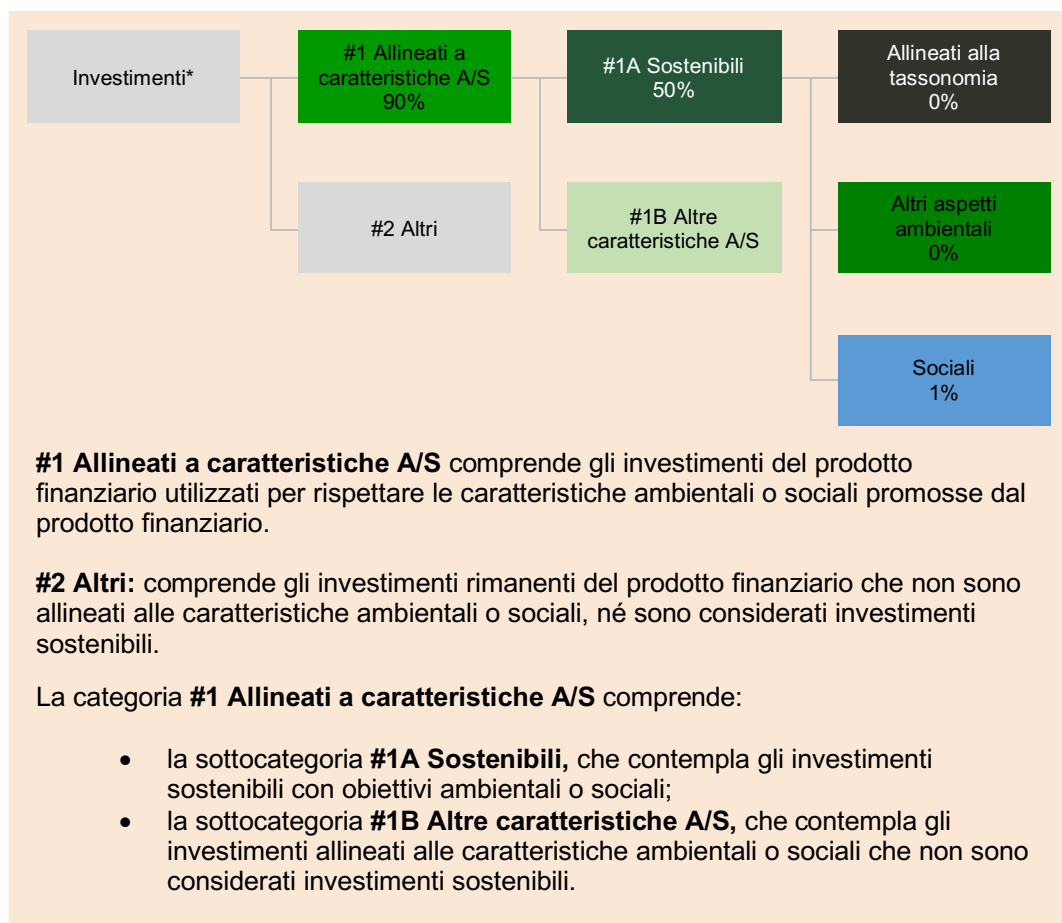 Investimenti*
#1 Allineati a
caratteristiche A/S
90%
#1A Sostenibili
50%
Allineati alla
tassonomia
0%
#2 Altri
#1B Altre
caratteristiche A/S
Altri aspetti
ambientali
0%
Sociali
1%
#1 Allineati a caratteristiche A/S comprende gli investimenti del prodotto
finanziario utilizzati per rispettare le caratteristiche ambientali o sociali promosse dal
prodotto finanziario.
#2 Altri: comprende gli investimenti rimanenti del prodotto finanziario che non sono
allineati alle caratteristiche ambientali o sociali, né sono considerati investimenti
sostenibili.
La categoria #1 Allineati a caratteristiche A/S comprende:
• la sottocategoria #1A Sostenibili, che contempla gli investimenti
sostenibili con obiettivi ambientali o sociali;
• la sottocategoria #1B Altre caratteristiche A/S, che contempla gli
investimenti allineati alle caratteristiche ambientali o sociali che non sono
considerati investimenti sostenibili.